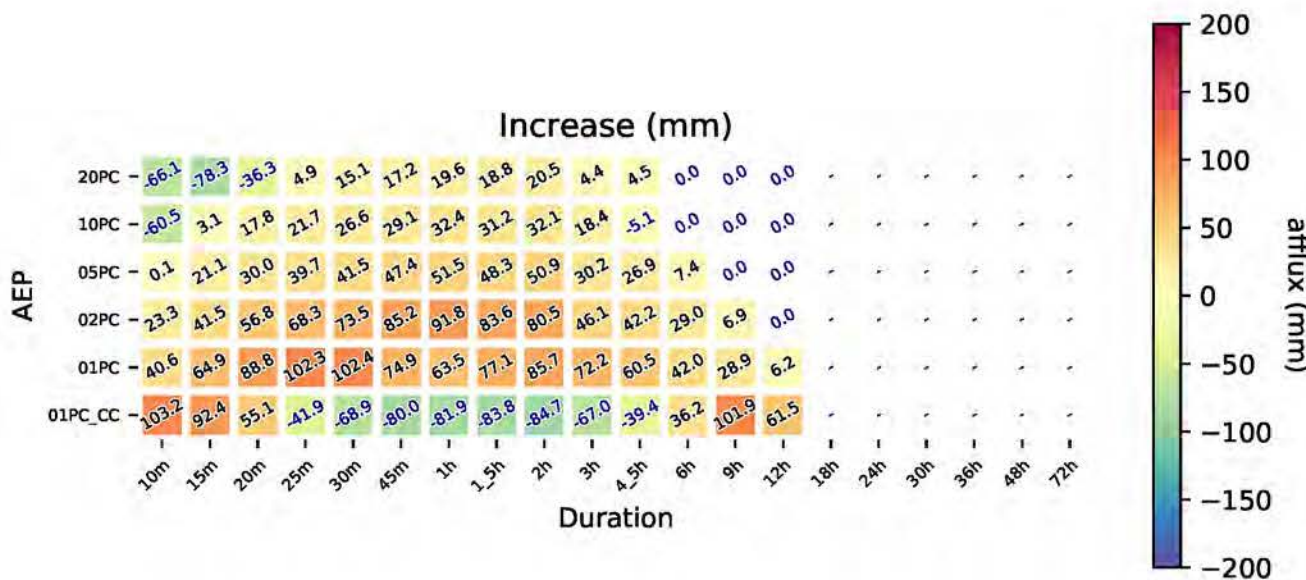 Increase (mm)
20PC -66.1 -78.3 -36.3 4.9 15.1 17.2 19.6 18.8 20.5 4.4 4.5 0.0 0.0 0.0 - - - - - -
10PC -60.5 3.1 17.8 21.7 26.6 29.1 32.4 31.2 32.1 18.4 -5.1 0.0 0.0 0.0 - - - - - -
05PC 0.1 21.1 30.0 39.7 41.5 47.4 51.5 48.3 50.9 30.2 26.9 7.4 0.0 0.0 - - - - - -
02PC 23.3 41.5 56.8 68.3 73.5 85.2 91.8 83.6 80.5 46.1 42.2 29.0 6.9 0.0 - - - - - -
01PC 40.6 64.9 88.8 102.3 102.4 74.9 63.5 77.1 85.7 72.2 60.5 42.0 28.9 6.2 - - - - - -
01PC_CC 103.2 92.4 55.1 -41.9 -68.9 -80.0 -81.9 -83.8 -84.7 -67.0 -39.4 36.2 101.9 61.5 - - - - - -
10m 15m 20m 25m 30m 45m 1h 1_5h 2h 3h 4_5h 6h 9h 12h 18h 24h 30h 36h 48h 72h
AEP
Duration
200
150
100
50
0
−50
−100
−150
−200
afflux (mm)